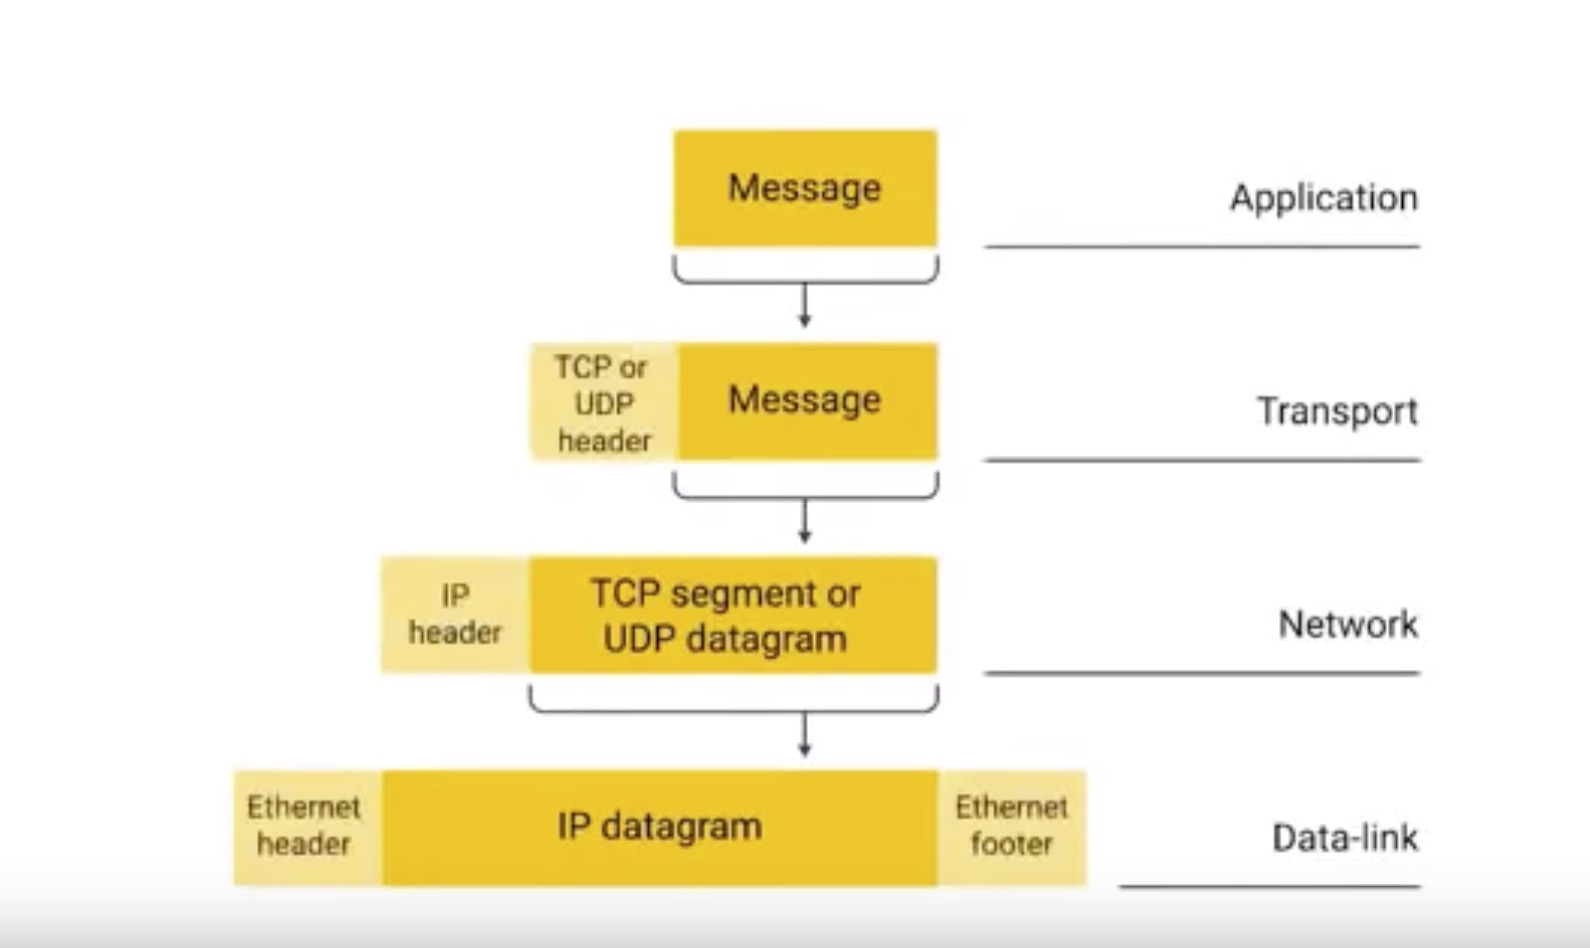 Message
Application
TCP or
UDP
header
Message
Transport
IP
header
TCP segment or
UDP datagram
Network
Ethernet
header
IP datagram
Ethernet
footer
Data-link